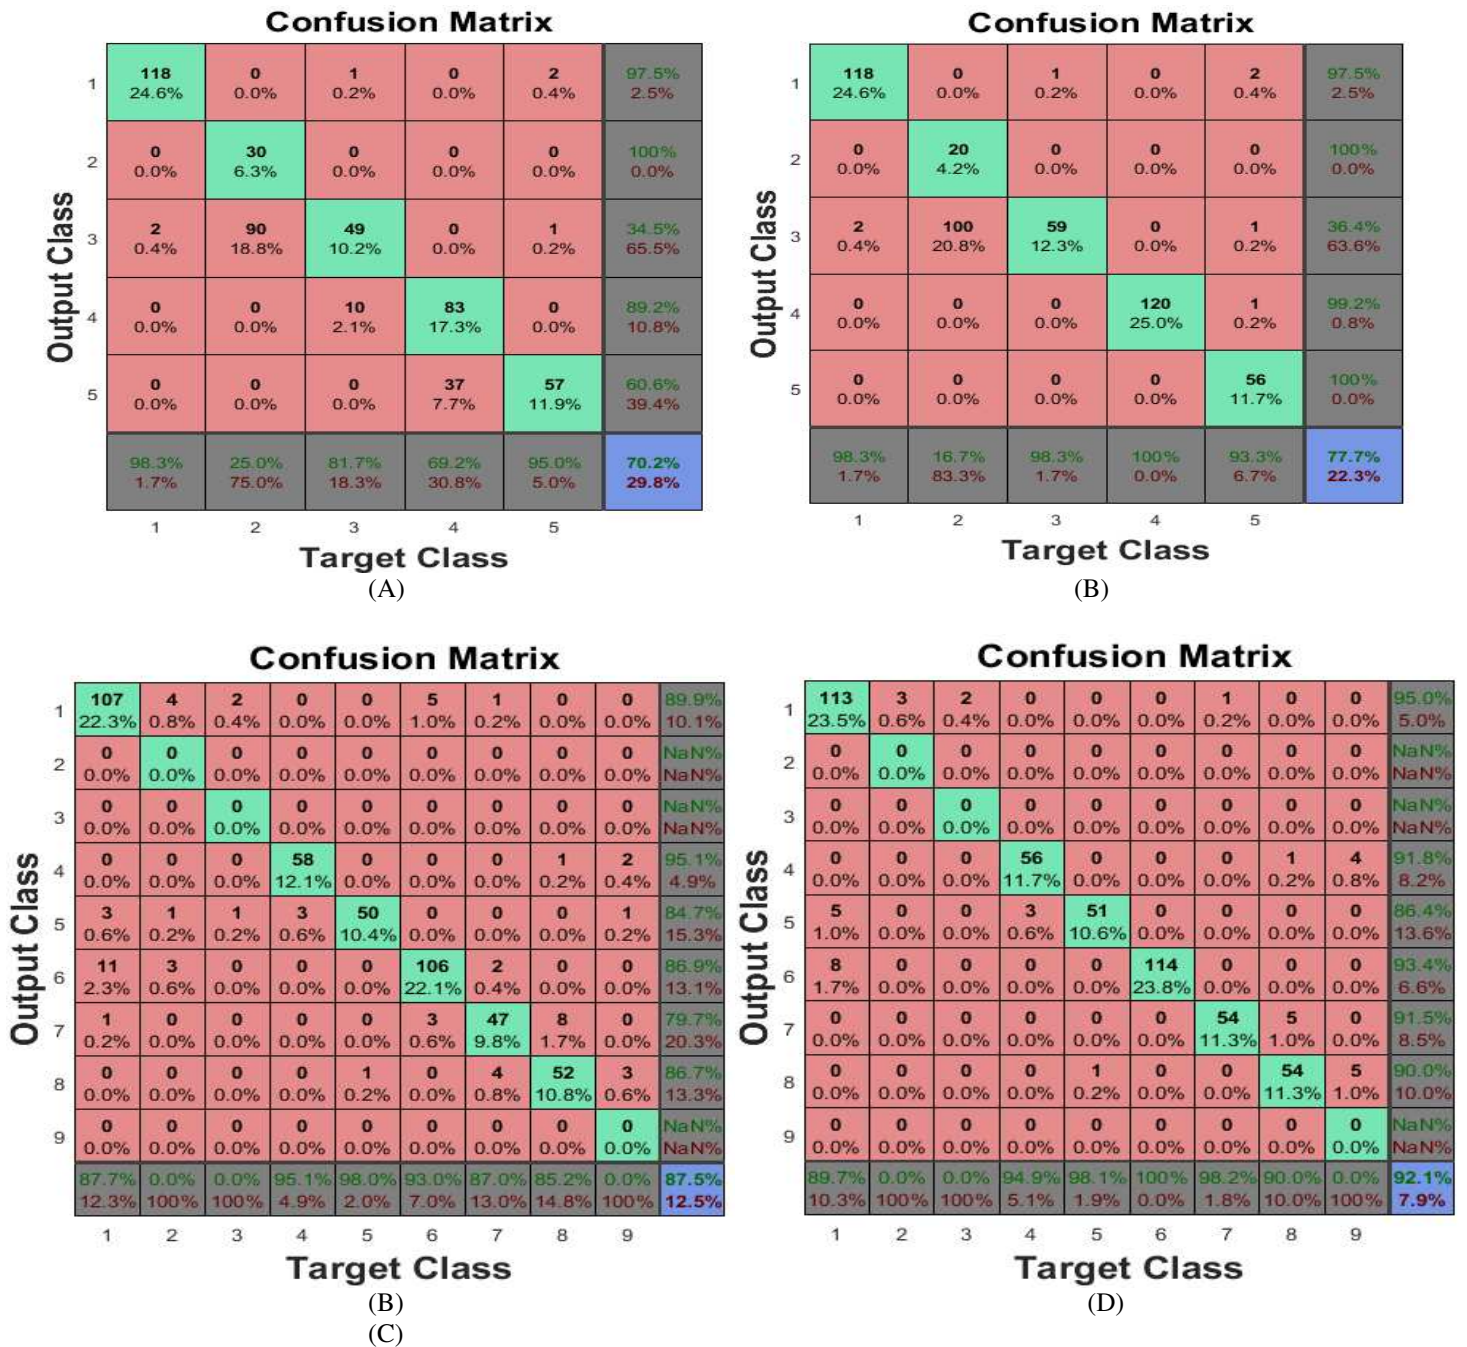 Confusion Matrix
1 118 0 1 0 2 97.5%
24.6% 0.0% 0.2% 0.0% 0.4% 2.5%
2 0 30 0 0 0 100%
0.0% 6.3% 0.0% 0.0% 0.0% 0.0%
3 2 90 49 0 1 34.5%
0.4% 18.8% 10.2% 0.0% 0.2% 65.5%
4 0 0 10 83 0 89.2%
0.0% 0.0% 2.1% 17.3% 0.0% 10.8%
5 0 0 0 37 57 60.6%
0.0% 0.0% 0.0% 7.7% 11.9% 39.4%
98.3% 25.0% 81.7% 69.2% 95.0% 70.2%
1.7% 75.0% 18.3% 30.8% 5.0% 29.8%
1 2 3 4 5
Output Class
Target Class
(A)
Confusion Matrix
1 118 0 1 0 2 97.5%
24.6% 0.0% 0.2% 0.0% 0.4% 2.5%
2 0 20 0 0 0 100%
0.0% 4.2% 0.0% 0.0% 0.0% 0.0%
3 2 100 59 0 1 36.4%
0.4% 20.8% 12.3% 0.0% 0.2% 63.6%
4 0 0 0 120 1 99.2%
0.0% 0.0% 0.0% 25.0% 0.2% 0.8%
5 0 0 0 0 56 100%
0.0% 0.0% 0.0% 0.0% 11.7% 0.0%
98.3% 16.7% 98.3% 100% 93.3% 77.7%
1.7% 83.3% 1.7% 0.0% 6.7% 22.3%
1 2 3 4 5
Output Class
Target Class
(B)
Confusion Matrix
1 107 4 2 0 0 5 1 0 0 89.9%
22.3% 0.8% 0.4% 0.0% 0.0% 1.0% 0.2% 0.0% 0.0% 10.1%
2 0 0 0 0 0 0 0 0 0 NaN%
0.0% 0.0% 0.0% 0.0% 0.0% 0.0% 0.0% 0.0% 0.0% NaN%
3 0 0 0 0 0 0 0 0 0 NaN%
0.0% 0.0% 0.0% 0.0% 0.0% 0.0% 0.0% 0.0% 0.0% NaN%
4 0 0 0 58 0 0 0 1 2 95.1%
0.0% 0.0% 0.0% 12.1% 0.0% 0.0% 0.0% 0.2% 0.4% 4.9%
5 3 1 1 3 50 0 0 0 1 84.7%
0.6% 0.2% 0.2% 0.6% 10.4% 0.0% 0.0% 0.0% 0.2% 15.3%
6 11 3 0 0 0 106 2 0 0 86.9%
2.3% 0.6% 0.0% 0.0% 0.0% 22.1% 0.4% 0.0% 0.0% 13.1%
7 1 0 0 0 0 3 47 8 0 79.7%
0.2% 0.0% 0.0% 0.0% 0.0% 0.6% 9.8% 1.7% 0.0% 20.3%
8 0 0 0 0 1 0 4 52 3 86.7%
0.0% 0.0% 0.0% 0.0% 0.2% 0.0% 0.8% 10.8% 0.6% 13.3%
9 0 0 0 0 0 0 0 0 0 NaN%
0.0% 0.0% 0.0% 0.0% 0.0% 0.0% 0.0% 0.0% 0.0% NaN%
87.7% 0.0% 0.0% 95.1% 98.0% 93.0% 87.0% 85.2% 0.0% 87.5%
12.3% 100% 100% 4.9% 2.0% 7.0% 13.0% 14.8% 100% 12.5%
1 2 3 4 5 6 7 8 9
Output Class
Target Class
(B)
(C)
Confusion Matrix
1 113 3 2 0 0 0 1 0 0 95.0%
23.5% 0.6% 0.4% 0.0% 0.0% 0.0% 0.2% 0.0% 0.0% 5.0%
2 0 0 0 0 0 0 0 0 0 NaN%
0.0% 0.0% 0.0% 0.0% 0.0% 0.0% 0.0% 0.0% 0.0% NaN%
3 0 0 0 0 0 0 0 0 0 NaN%
0.0% 0.0% 0.0% 0.0% 0.0% 0.0% 0.0% 0.0% 0.0% NaN%
4 0 0 0 56 0 0 0 1 4 91.8%
0.0% 0.0% 0.0% 11.7% 0.0% 0.0% 0.0% 0.2% 0.8% 8.2%
5 5 0 0 3 51 0 0 0 0 86.4%
1.0% 0.0% 0.0% 0.6% 10.6% 0.0% 0.0% 0.0% 0.0% 13.6%
6 8 0 0 0 0 114 0 0 0 93.4%
1.7% 0.0% 0.0% 0.0% 0.0% 23.8% 0.0% 0.0% 0.0% 6.6%
7 0 0 0 0 0 0 54 5 0 91.5%
0.0% 0.0% 0.0% 0.0% 0.0% 0.0% 11.3% 1.0% 0.0% 8.5%
8 0 0 0 0 1 0 0 54 5 90.0%
0.0% 0.0% 0.0% 0.0% 0.2% 0.0% 0.0% 11.3% 1.0% 10.0%
9 0 0 0 0 0 0 0 0 0 NaN%
0.0% 0.0% 0.0% 0.0% 0.0% 0.0% 0.0% 0.0% 0.0% NaN%
89.7% 0.0% 0.0% 94.9% 98.1% 100% 98.2% 90.0% 0.0% 92.1%
10.3% 100% 100% 5.1% 1.9% 0.0% 1.8% 10.0% 100% 7.9%
1 2 3 4 5 6 7 8 9
Output Class
Target Class
(D)